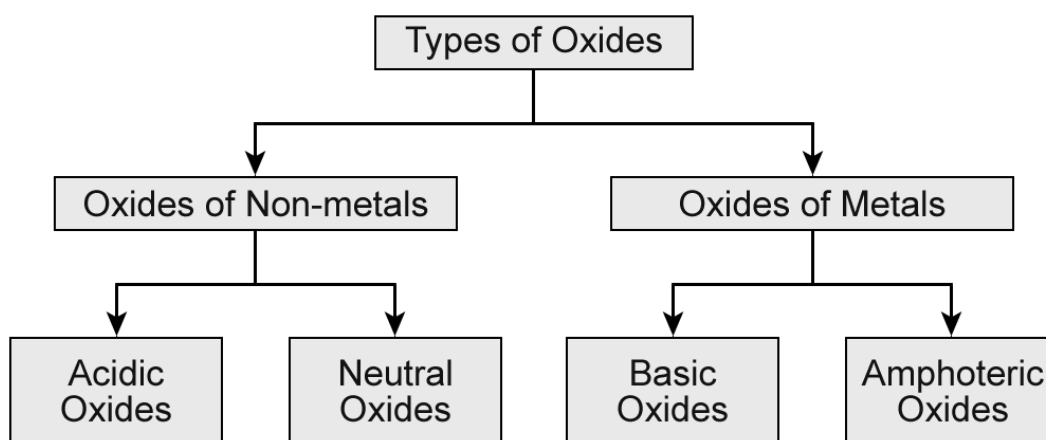 Types of Oxides
Oxides of Non-metals
Oxides of Metals
Acidic
Oxides
Neutral
Oxides
Basic
Oxides
Amphoteric
Oxides